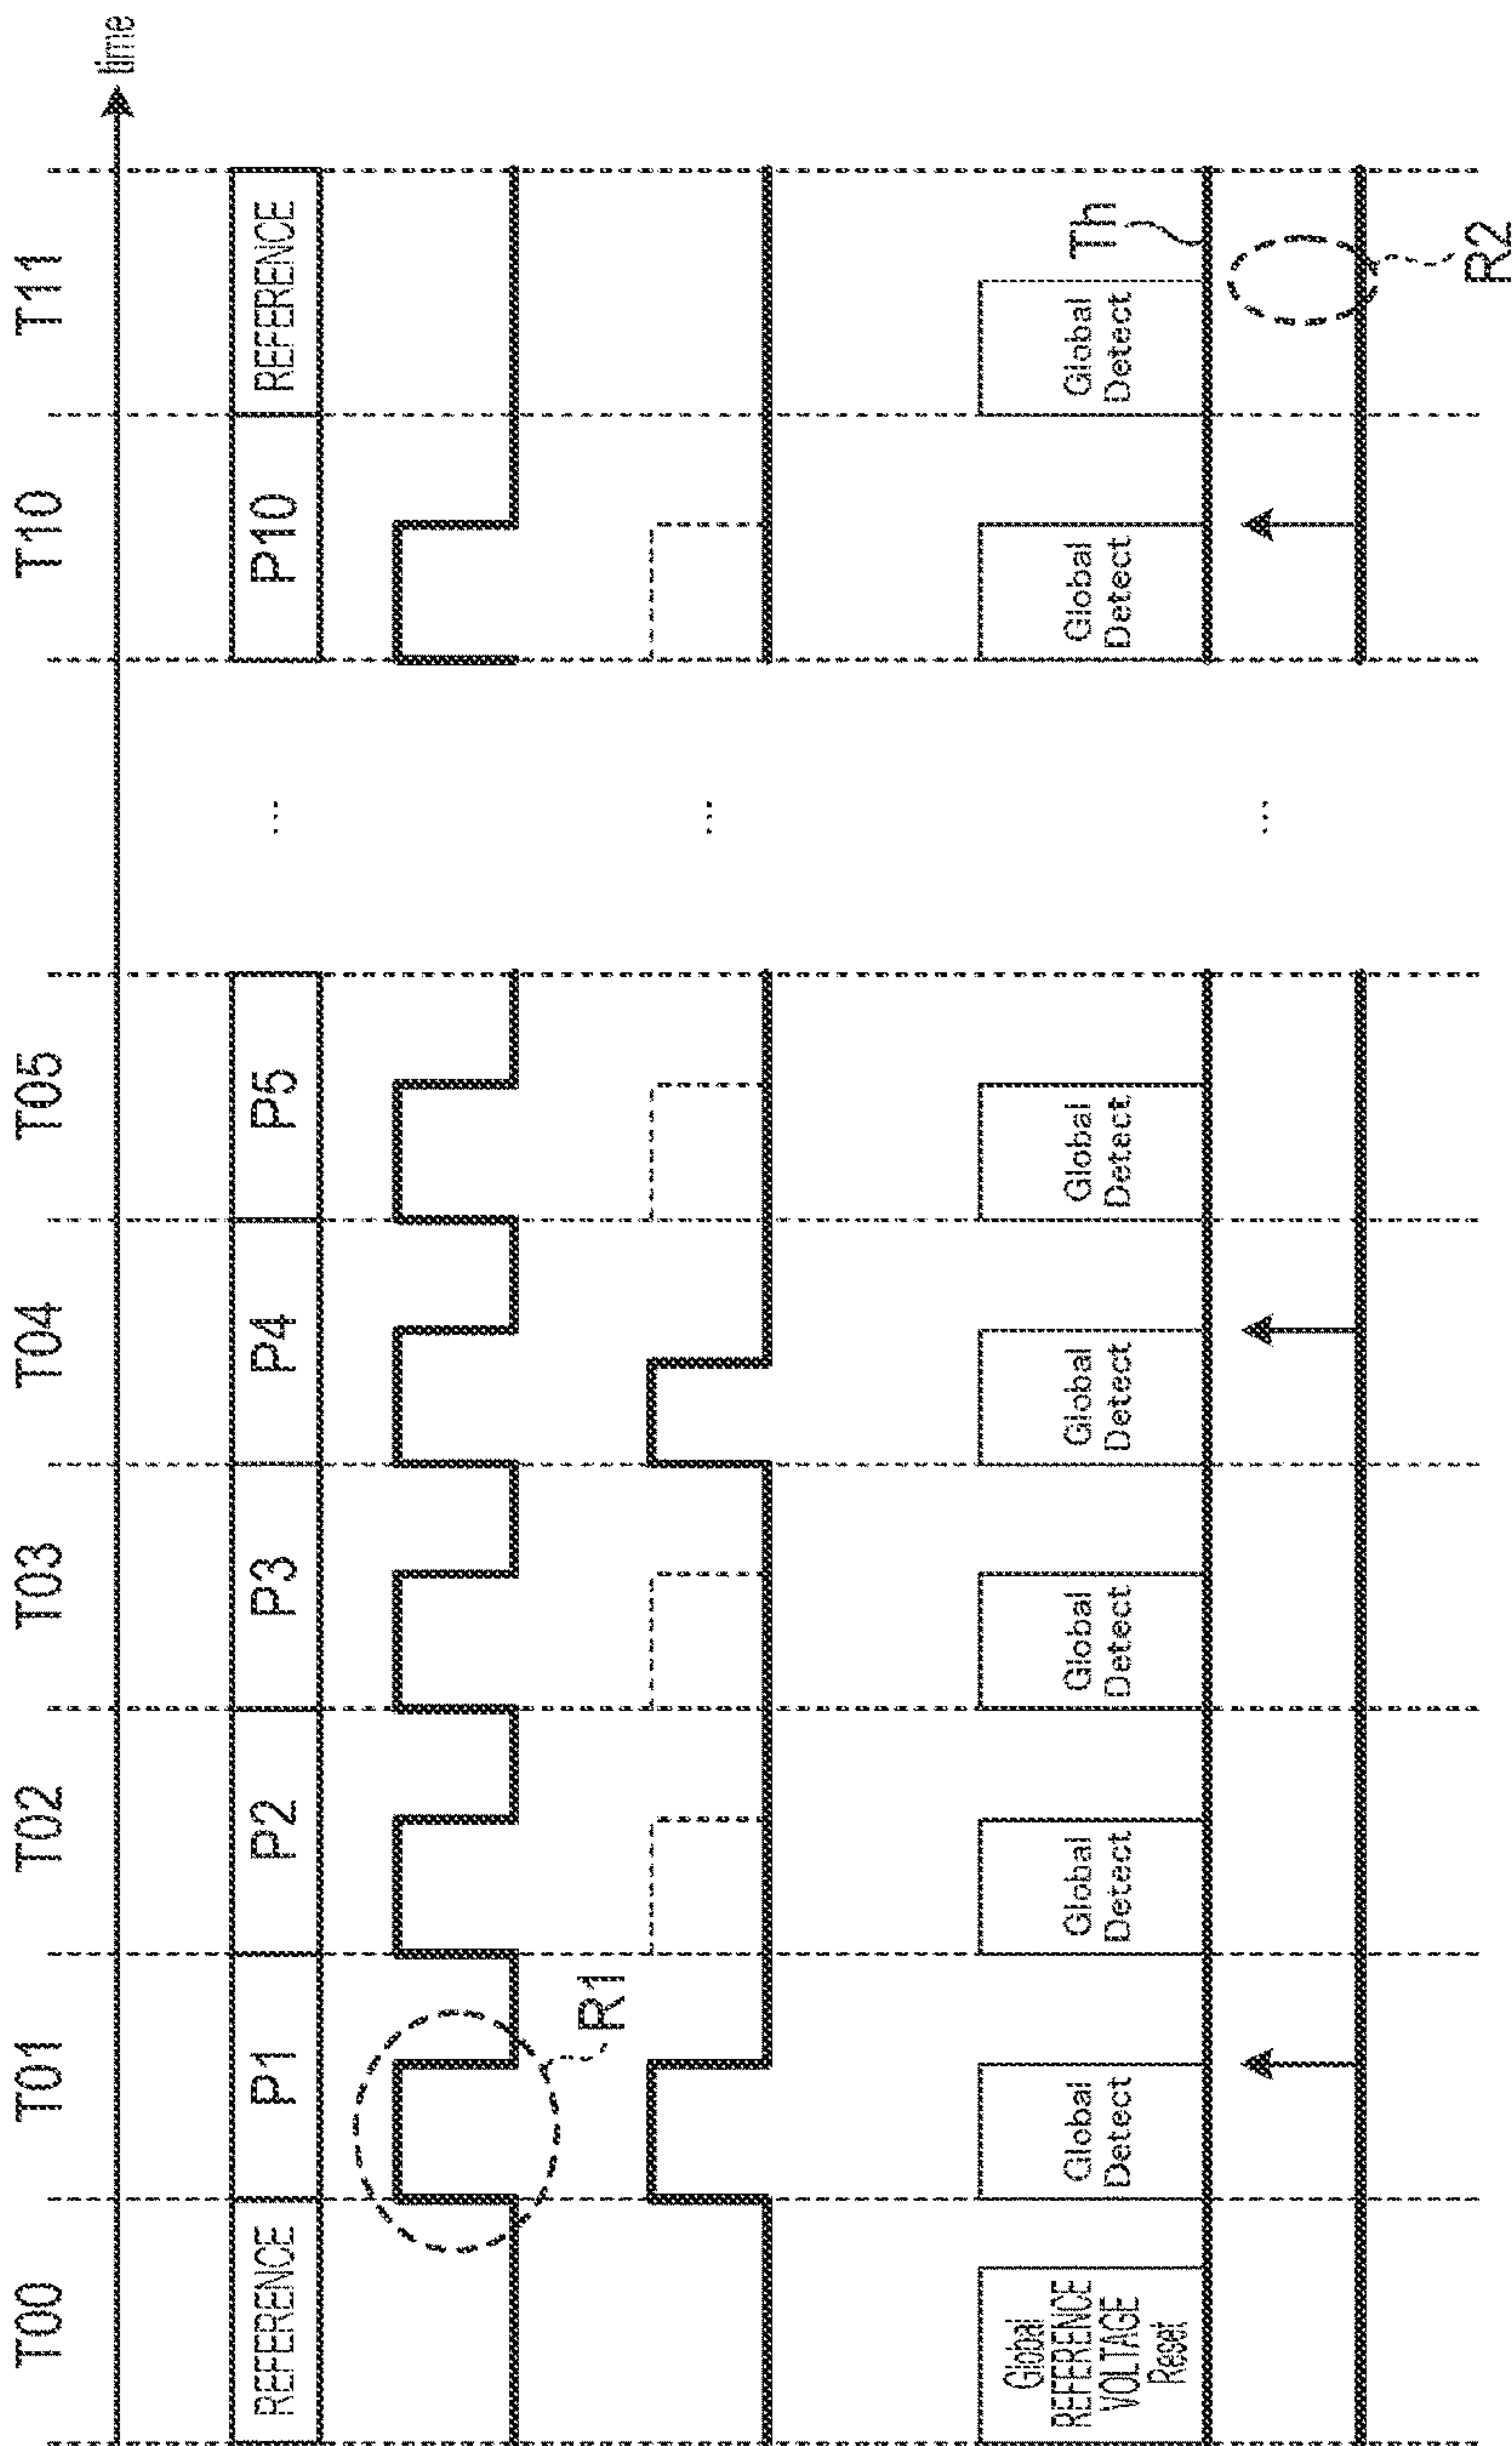 time
T00
T01
T02
T03
T04
T05
T10
T11
REFERENCE
P1
P2
P3
P4
P5
...
P10
REFERENCE
R1
...
Global
REFERENCE
VOLTAGE
Reset
Global
Detect
Global
Detect
Global
Detect
Global
Detect
Global
Detect
Global
Detect
Global
Detect
Th
...
R2